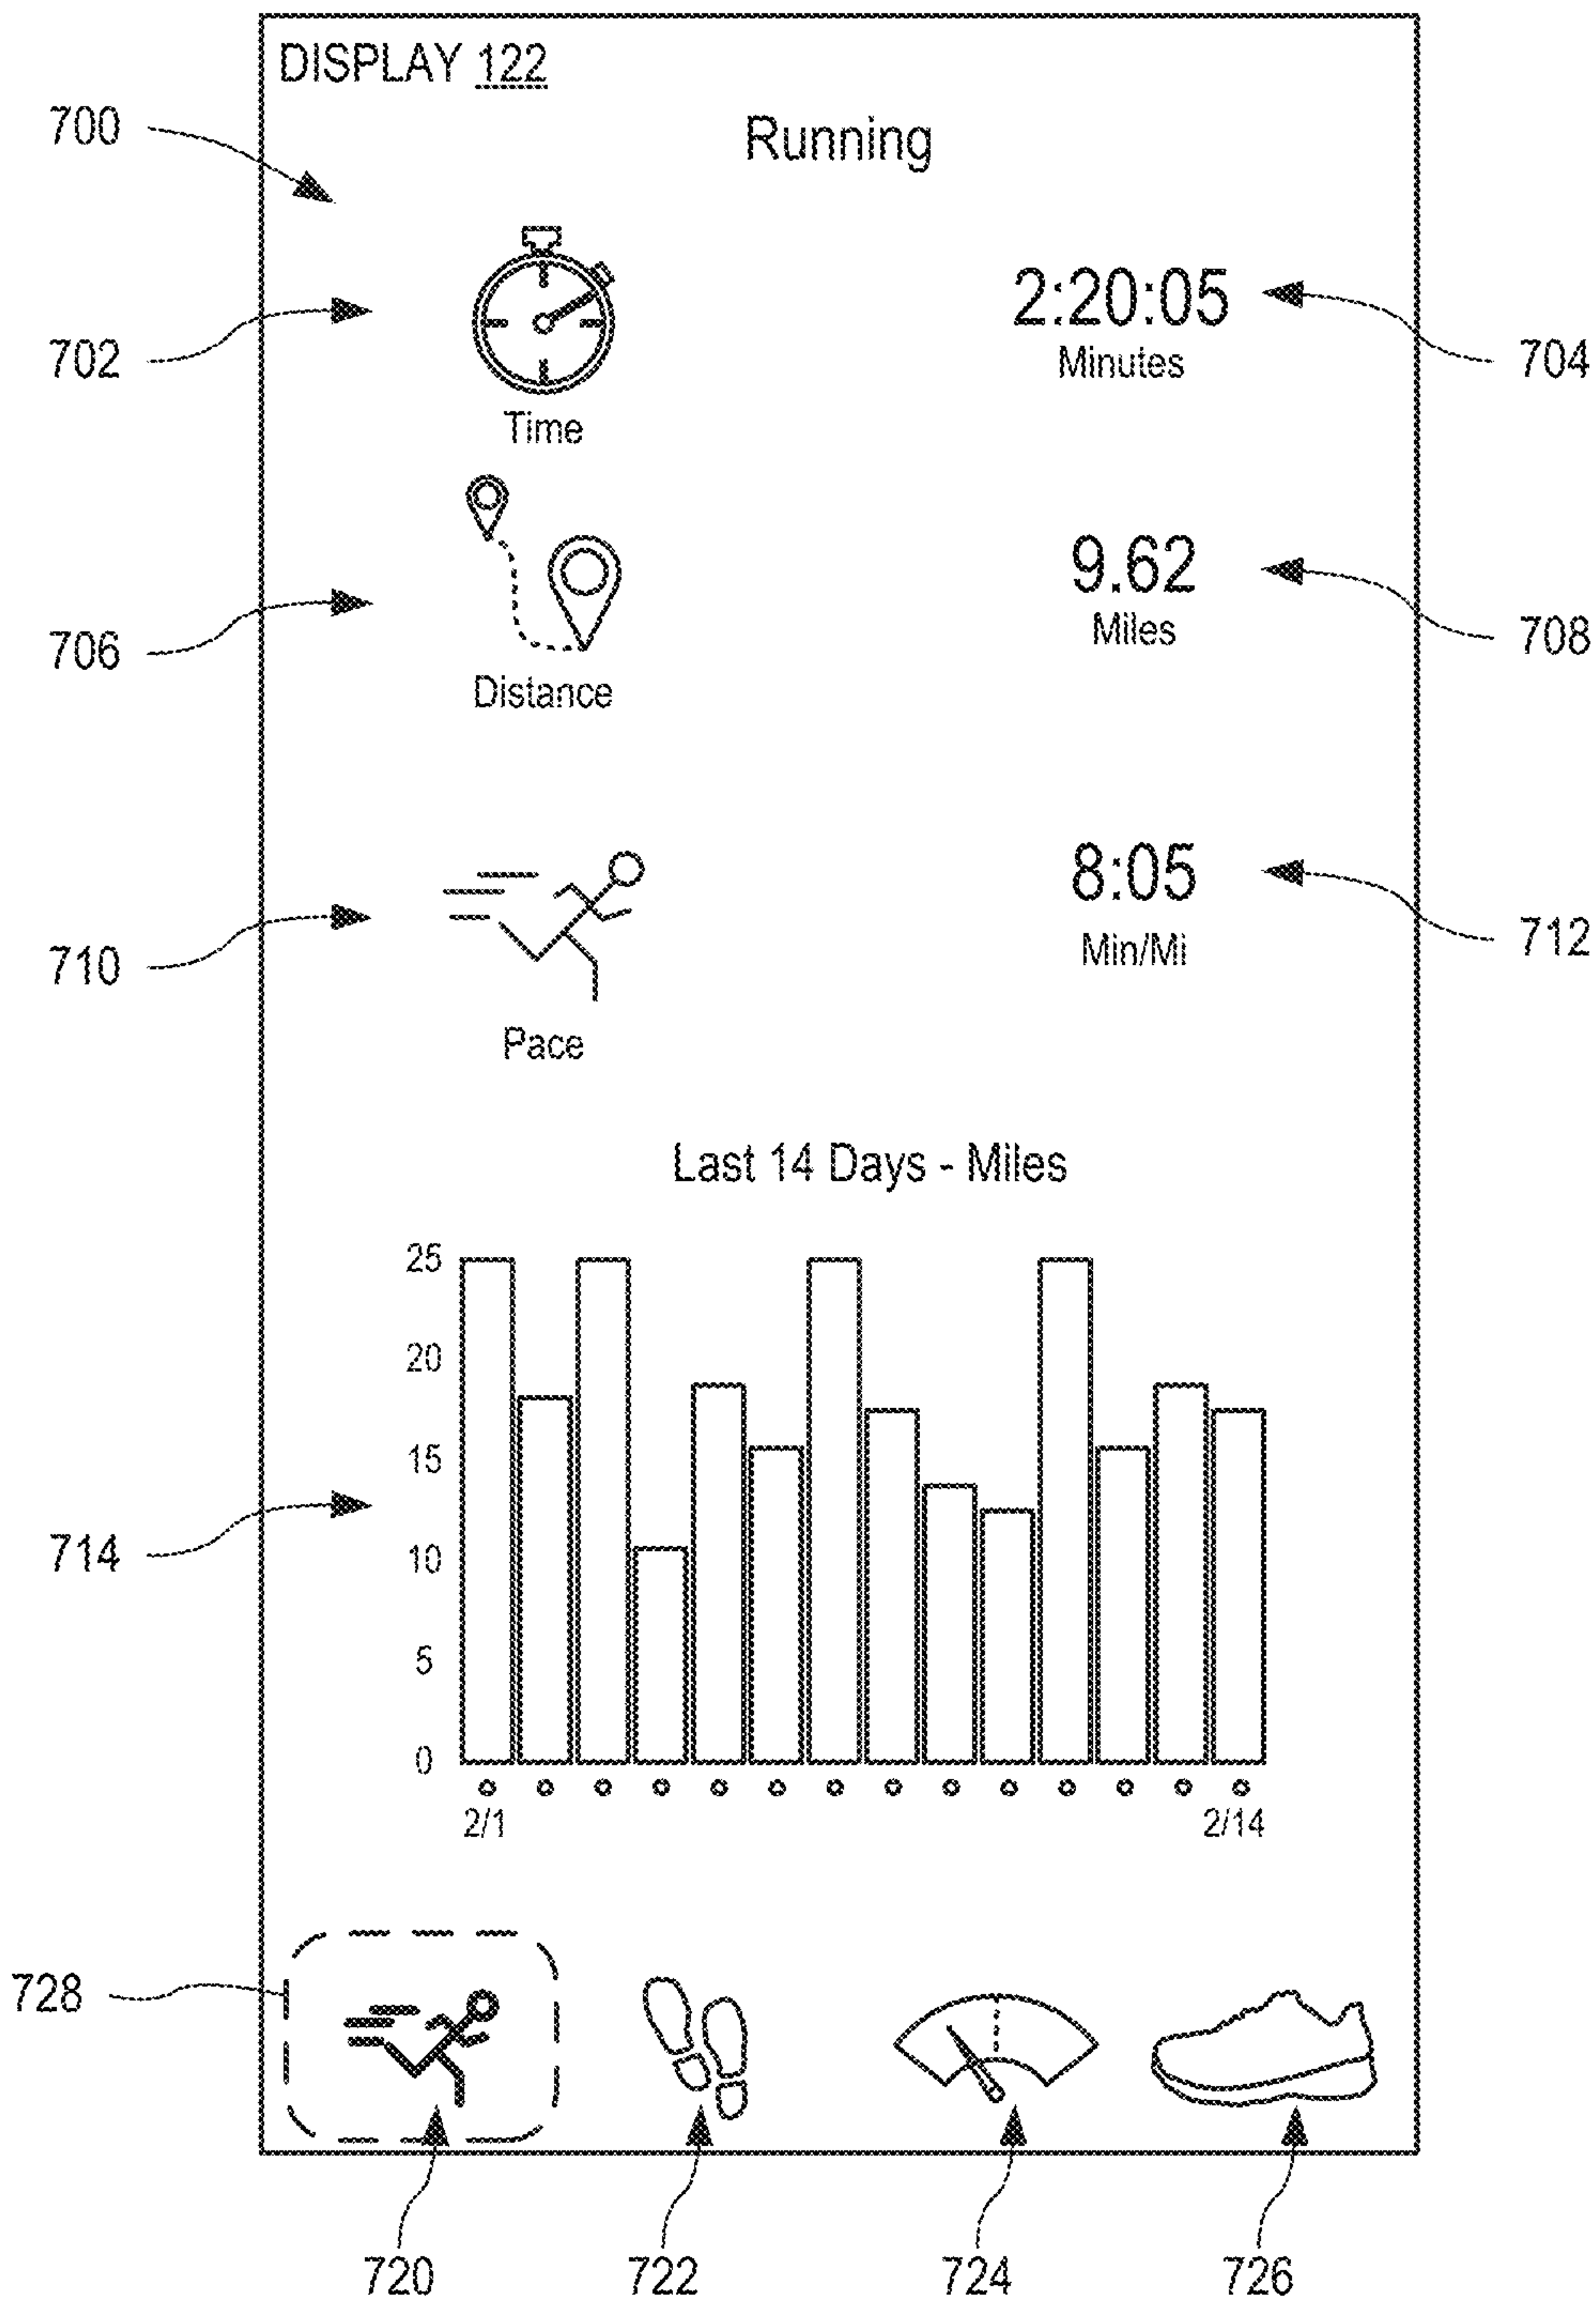 DISPLAY 122
700
Running
702
2:20:05
Minutes
704
Time
706
9.62
Miles
708
Distance
710
8:05
Min/Mi
712
Pace
Last 14 Days - Miles
25
20
15
714
10
5
0
2/1
2/14
728
720
722
724
726